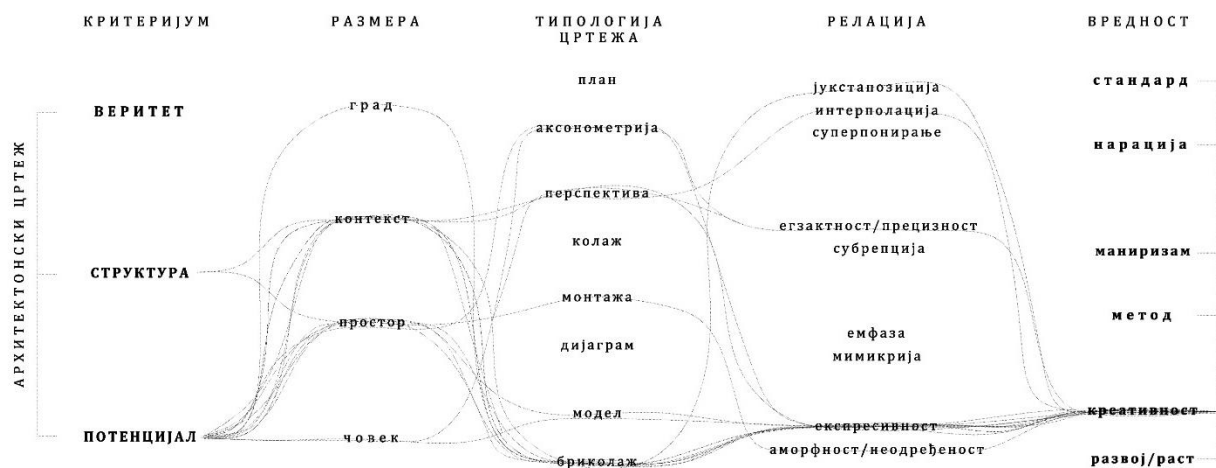 КРИТЕРИЈУМ
РАЗМЕРА
ТИПОЛОГИЈА
ЦРТЕЖА
РЕЛАЦИЈА
ВРЕДНОСТ
АРХИТЕКТОНСКИ ЦРТЕЖ
ВЕРИТЕТ
СТРУКТУРА
ПОТЕНЦИЈАЛ
град
контекст
простор
човек
план
аксонометрија
перспектива
колаж
монтажа
дијаграм
модел
бриколаж
јукстапозиција
интерполација
суперпонирање
егзактност/прецизност
субрепција
емфаза
мимикрија
експресивност
аморфност/неодређеност
стандард
нарација
маниризам
метод
креативност
развој/раст